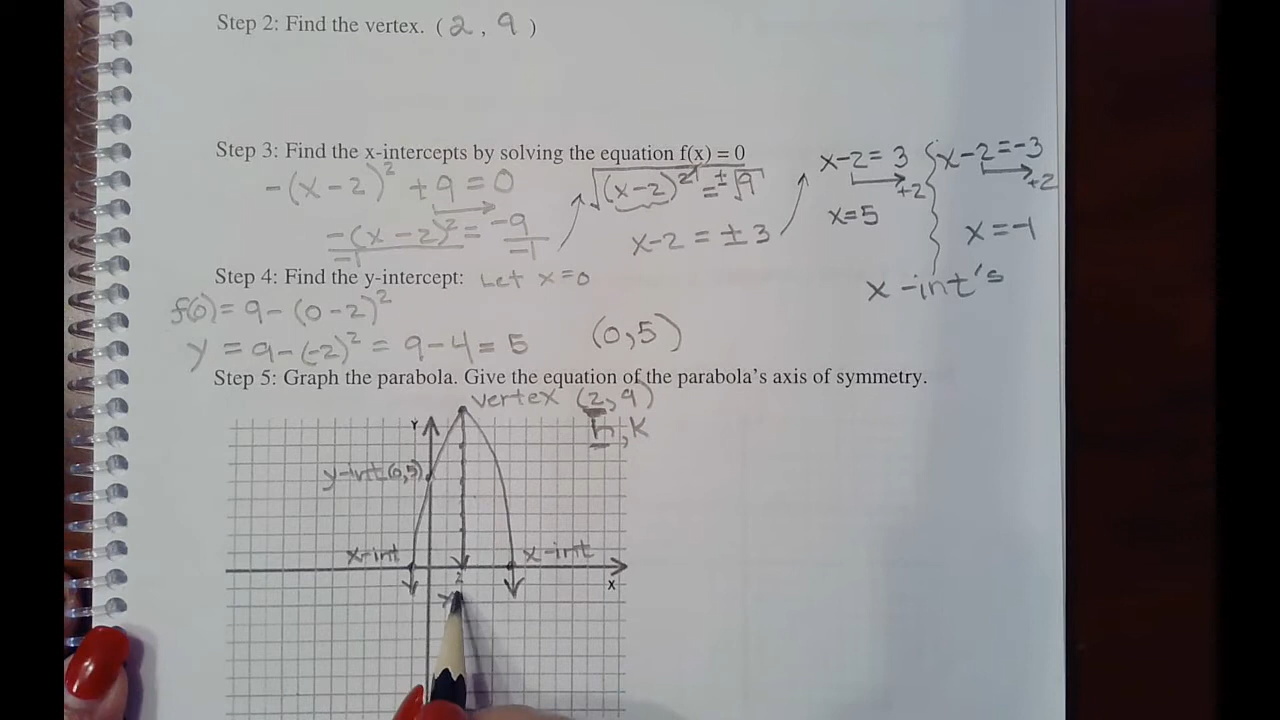 Step 2: Find the vertex. (2, 9)
Step 3: Find the x-intercepts by solving the equation f(x) = 0
-(x-2)² +9 = 0
-(x-2)² = -9
-1 -1
√(x-2)² = ±√9
x-2 = ±3
x-2 = 3
+2
x=5
x-2=-3
+2
x=-1
x-int's
Step 4: Find the y-intercept: Let x=0
f(0) = 9-(0-2)²
y = 9-(-2)² = 9-4 = 5 (0,5)
Step 5: Graph the parabola. Give the equation of the parabola's axis of symmetry.
vertex (2,9)
h,k
Y
y-int(0,5)
x-int
x-int
2
x